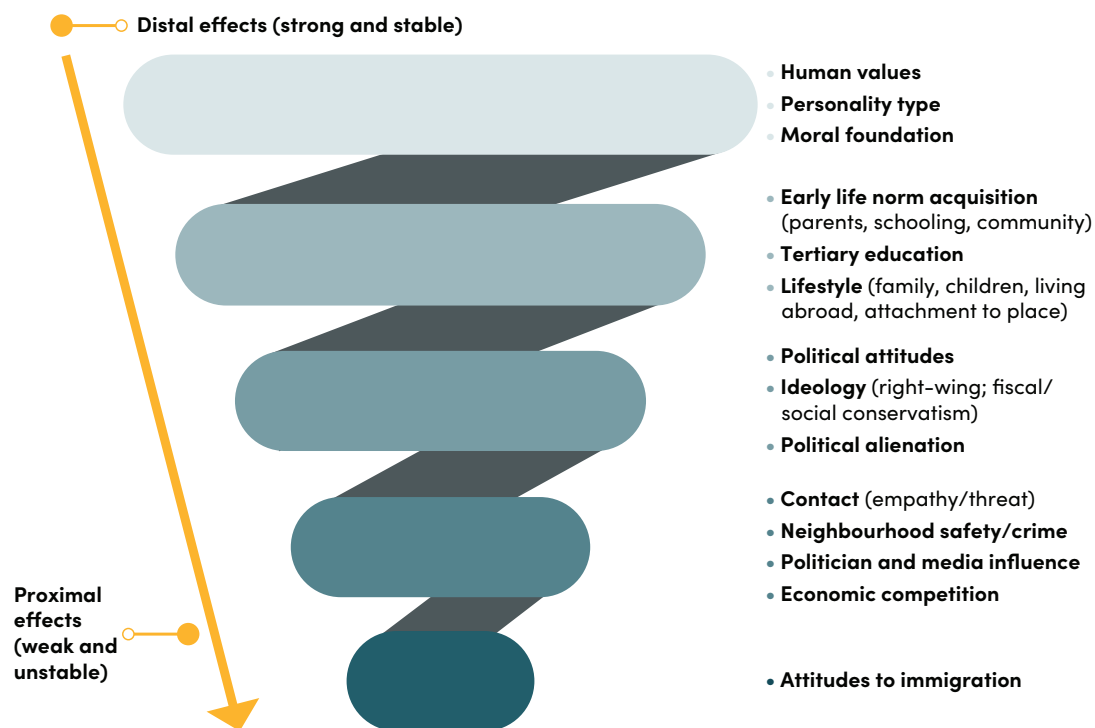 Distal effects (strong and stable)
• Human values
• Personality type
• Moral foundation
• Early life norm acquisition
(parents, schooling, community)
• Tertiary education
• Lifestyle (family, children, living
abroad, attachment to place)
• Political attitudes
• Ideology (right-wing; fiscal/
social conservatism)
• Political alienation
• Contact (empathy/threat)
• Neighbourhood safety/crime
• Politician and media influence
• Economic competition
Proximal
effects
(weak and
unstable)
• Attitudes to immigration